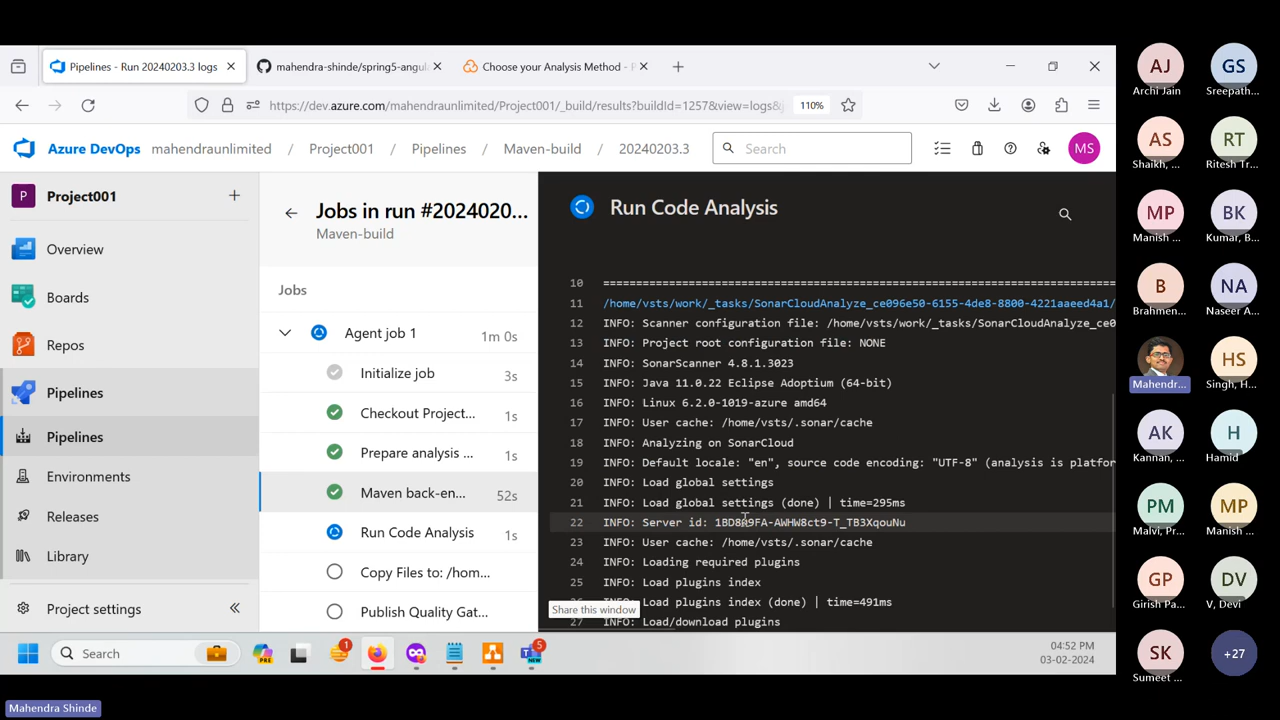 Pipelines - Run 20240203.3 logs
mahendra-shinde/spring5-angula
Choose your Analysis Method - P
https://dev.azure.com/mahendraunlimited/Project001/_build/results?buildId=1257&view=logs&
110%
Azure DevOps
mahendraunlimited / Project001 / Pipelines / Maven-build / 20240203.3
Search
MS
P
Project001
Overview
Boards
Repos
Pipelines
Pipelines
Environments
Releases
Library
Project settings
Jobs in run #2024020...
Maven-build
Jobs
Agent job 1 1m 0s
Initialize job 3s
Checkout Project... 1s
Prepare analysis ... 1s
Maven back-en... 52s
Run Code Analysis 1s
Copy Files to: /hom...
Publish Quality Gat...
Run Code Analysis
10 ================================================================
11 /home/vsts/work/_tasks/SonarCloudAnalyze_ce096e50-6155-4de8-8800-4221aaeed4a1/
12 INFO: Scanner configuration file: /home/vsts/work/_tasks/SonarCloudAnalyze_ce0
13 INFO: Project root configuration file: NONE
14 INFO: SonarScanner 4.8.1.3023
15 INFO: Java 11.0.22 Eclipse Adoptium (64-bit)
16 INFO: Linux 6.2.0-1019-azure amd64
17 INFO: User cache: /home/vsts/.sonar/cache
18 INFO: Analyzing on SonarCloud
19 INFO: Default locale: "en", source code encoding: "UTF-8" (analysis is platfor
20 INFO: Load global settings
21 INFO: Load global settings (done) | time=295ms
22 INFO: Server id:
23 INFO: User cache: /home/vsts/.sonar/cache
24 INFO: Loading required plugins
25 INFO: Load plugins index
Load plugins index (done) | time=491ms
27 INFO: Load/download plugins
Share this window
Search
PRE
1
NEW
5
04:52 PM
03-02-2024
Mahendra Shinde
AJ
Archi Jain
GS
Sreepath...
AS
Shaikh, ...
RT
Ritesh Tr...
MP
Manish ...
BK
Kumar, B...
B
Brahmen...
NA
Naseer A...
Mahendr...
HS
Singh, H...
AK
Kannan, ...
H
Hamid
PM
Malvi, Pr...
MP
Manish ...
GP
Girish Pa...
DV
V, Devi
SK
Sumeet ...
+27